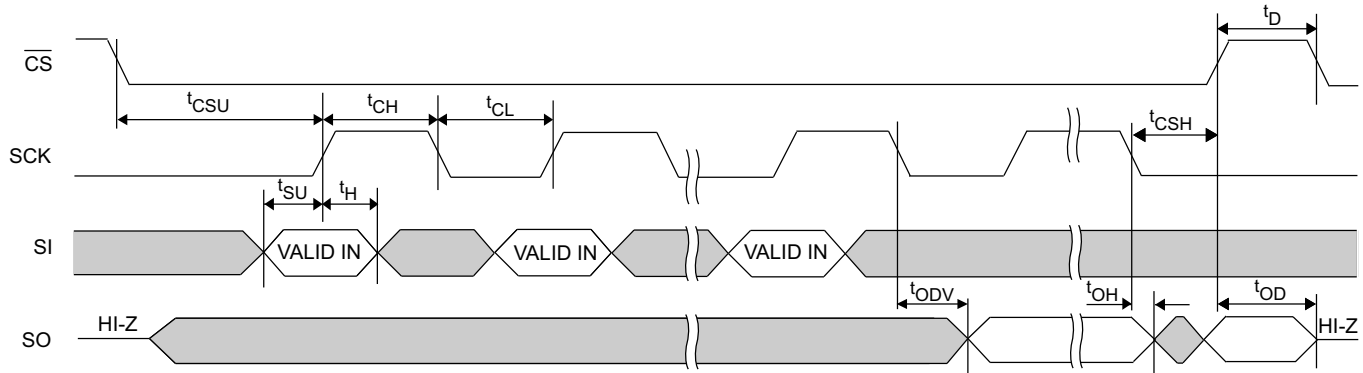 tD
CS
tCSU
tCH
tCL
tCSH
SCK
tSU
tH
SI
VALID IN
VALID IN
VALID IN
tODV
tOH
tOD
HI-Z
HI-Z
SO